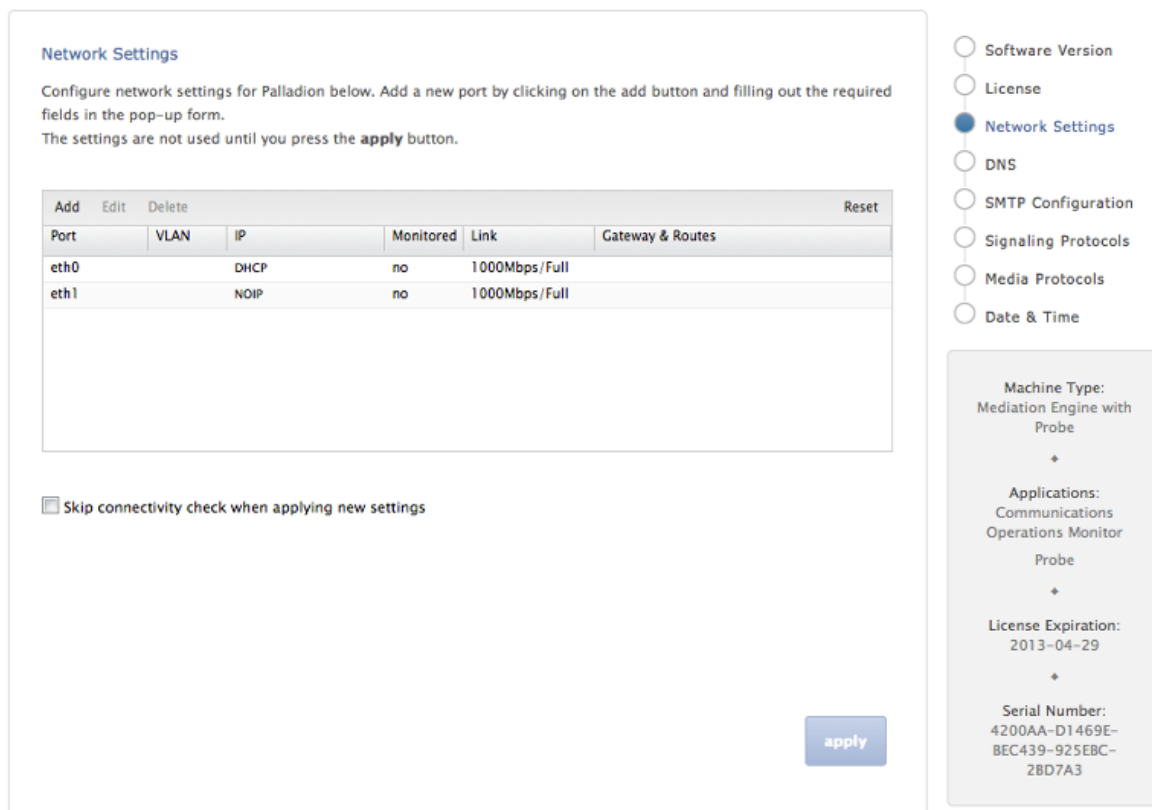 Network Settings
Configure network settings for Palladion below. Add a new port by clicking on the add button and filling out the required
fields in the pop-up form.
The settings are not used until you press the apply button.
Add Edit Delete Reset
Port VLAN IP Monitored Link Gateway & Routes
eth0 DHCP no 1000Mbps/Full
eth1 NOIP no 1000Mbps/Full
Skip connectivity check when applying new settings
apply
Software Version
License
Network Settings
DNS
SMTP Configuration
Signaling Protocols
Media Protocols
Date & Time
Machine Type:
Mediation Engine with
Probe
Applications:
Communications
Operations Monitor
Probe
License Expiration:
2013-04-29
Serial Number:
4200AA-D1469E-
BEC439-925EBC-
2BD7A3